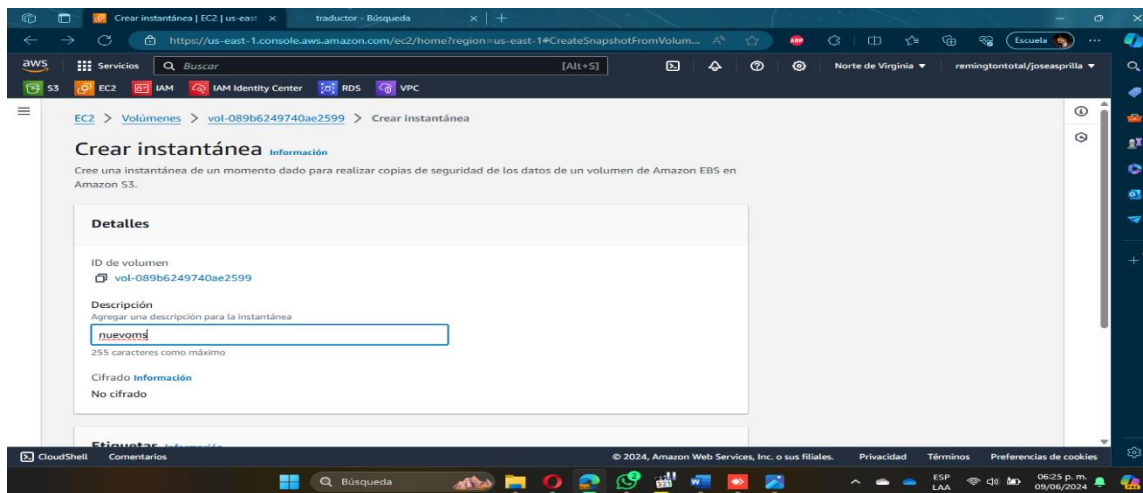 Crear instantánea | EC2 | us-east
traductor - Búsqueda
https://us-east-1.console.aws.amazon.com/ec2/home?region=us-east-1#CreateSnapshotFromVolum...
Escuela
aws
Servicios
Buscar
[Alt+S]
Norte de Virginia
remingtontotal/joseasprilla
S3
EC2
IAM
IAM Identity Center
RDS
VPC
EC2 > Volúmenes > vol-089b6249740ae2599 > Crear instantánea
Crear instantánea Información
Cree una instantánea de un momento dado para realizar copias de seguridad de los datos de un volumen de Amazon EBS en
Amazon S3.
Detalles
ID de volumen
vol-089b6249740ae2599
Descripción
Agregar una descripción para la instantánea
nuevoms
255 caracteres como máximo
Cifrado Información
No cifrado
Etiquetas Información
CloudShell
Comentarios
© 2024, Amazon Web Services, Inc. o sus filiales.
Privacidad
Términos
Preferencias de cookies
Búsqueda
ESP
LAA
06:25 p. m.
09/06/2024